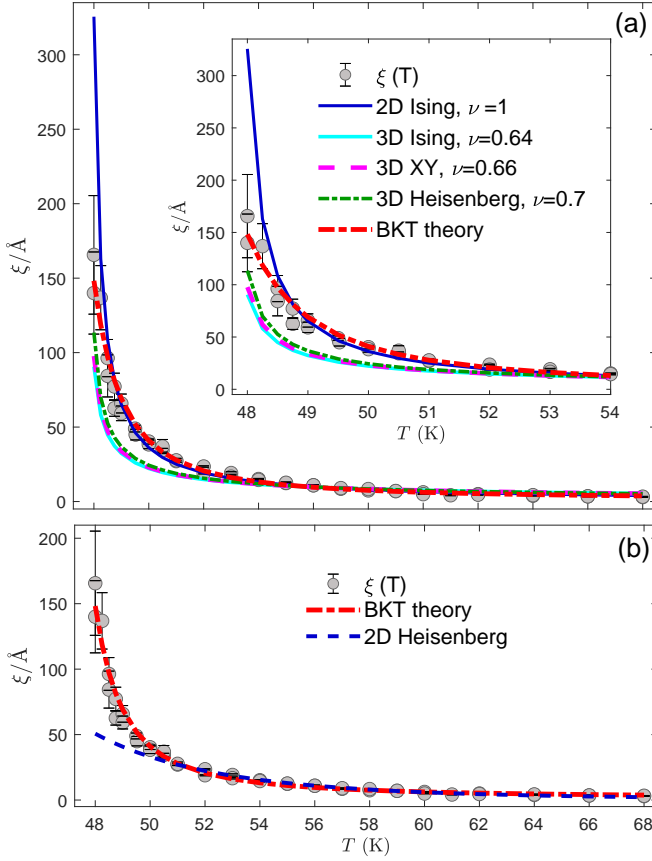 (a)
300
250
200
150
100
50
0
ξ/Å
300
250
200
150
100
50
0
ξ/Å
ξ (T)
2D Ising, ν =1
3D Ising, ν=0.64
3D XY, ν=0.66
3D Heisenberg, ν=0.7
BKT theory
48 49 50 51 52 53 54
T (K)
(b)
200
150
100
50
0
ξ/Å
ξ (T)
BKT theory
2D Heisenberg
48 50 52 54 56 58 60 62 64 66 68
T (K)